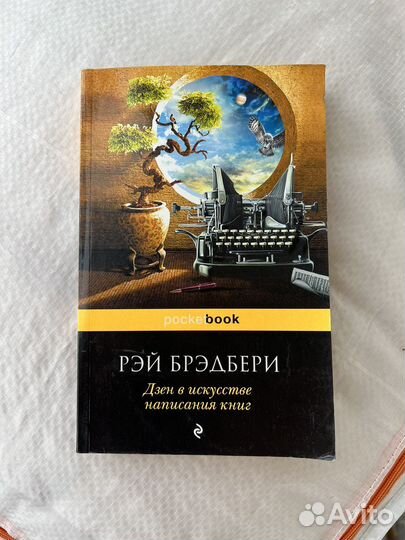 pocketbook
РЭЙ БРЭДБЕРИ
Дзен в искусстве
написания книг
Avito